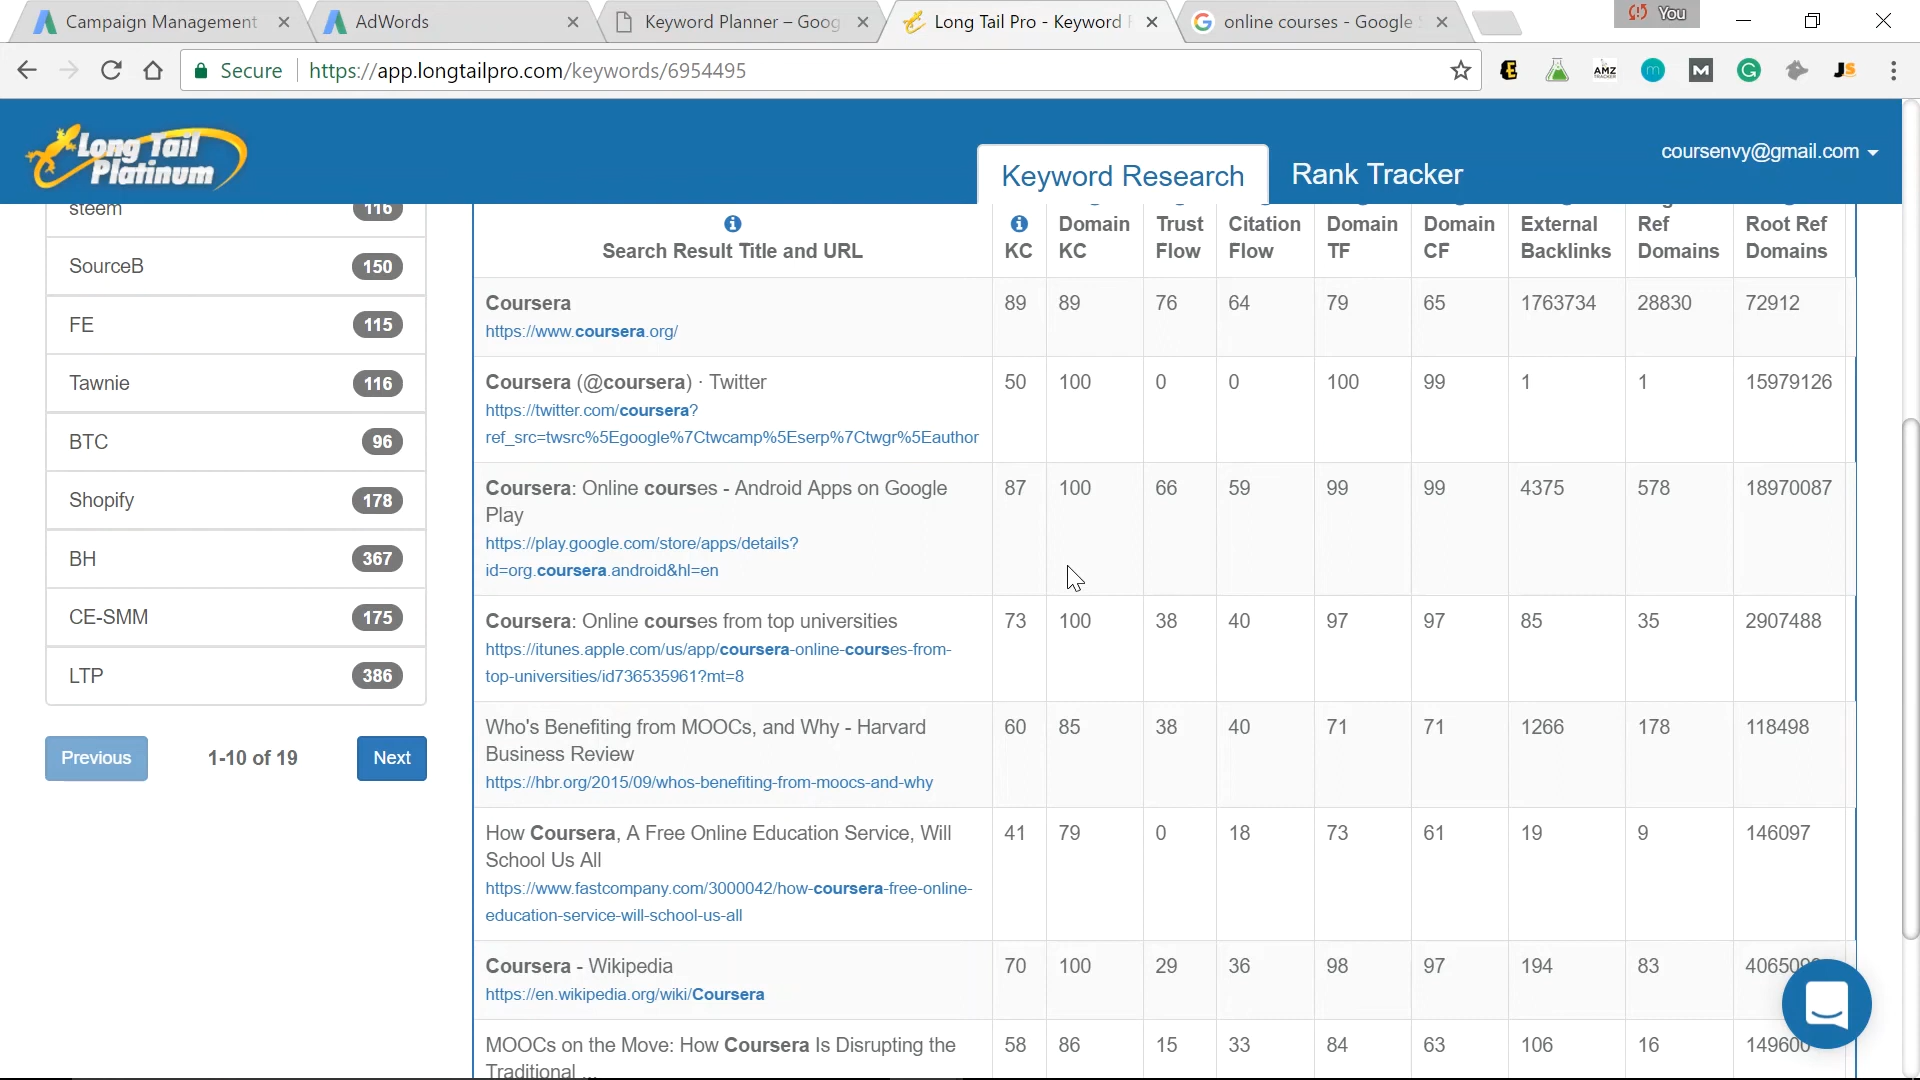 Campaign Management
AdWords
Keyword Planner – Goog
Long Tail Pro - Keyword
online courses - Google
You
Secure
https://app.longtailpro.com/keywords/6954495
AMZ
TRACKER
m
M
G
JS
Long Tail
Platinum
Keyword Research
Rank Tracker
coursenvy@gmail.com
steem 116
SourceB 150
FE 115
Tawnie 116
BTC 96
Shopify 178
BH 367
CE-SMM 175
LTP 386
Previous
1-10 of 19
Next
Search Result Title and URL
KC
Domain
KC
Trust
Flow
Citation
Flow
Domain
TF
Domain
CF
External
Backlinks
Ref
Domains
Root Ref
Domains
Coursera 89 89 76 64 79 65 1763734 28830 72912
https://www.coursera.org/
Coursera (@coursera) · Twitter 50 100 0 0 100 99 1 1 15979126
https://twitter.com/coursera?
ref_src=twsrc%5Egoogle%7Ctwcamp%5Eserp%7Ctwgr%5Eauthor
Coursera: Online courses - Android Apps on Google 87 100 66 59 99 99 4375 578 18970087
Play
https://play.google.com/store/apps/details?
id=org.coursera.android&hl=en
Coursera: Online courses from top universities 73 100 38 40 97 97 85 35 2907488
https://itunes.apple.com/us/app/coursera-online-courses-from-
top-universities/id736535961?mt=8
Who's Benefiting from MOOCs, and Why - Harvard 60 85 38 40 71 71 1266 178 118498
Business Review
https://hbr.org/2015/09/whos-benefiting-from-moocs-and-why
How Coursera, A Free Online Education Service, Will 41 79 0 18 73 61 19 9 146097
School Us All
https://www.fastcompany.com/3000042/how-coursera-free-online-
education-service-will-school-us-all
Coursera - Wikipedia 70 100 29 36 98 97 194 83
https://en.wikipedia.org/wiki/Coursera
MOOCs on the Move: How Coursera Is Disrupting the 58 86 15 33 84 63 106 16
Traditional ...